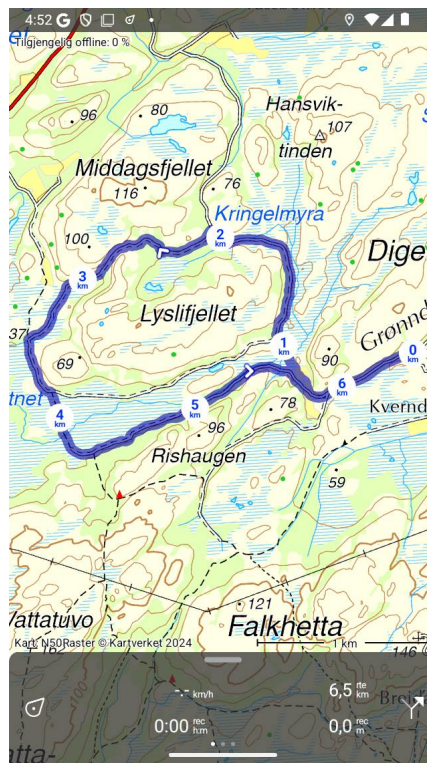 4:52
Tilgjengelig offline: 0 %
96
80
Hansvik-
107
tinden
Middagsfjellet
116
76
Kringelmyra
2
km
100
Dige
3
km
Lyslifjellet
37
1
km
90
Grønnd
0
km
69
tnet
4
km
5
km
6
km
78
Kvernd
96
Rishaugen
59
121
Vattatuvo
Falkhetta
Kart: N50Raster © Kartverket 2024
1 km
162
146
-.- km/h
6,5 rte
km
0:00 rec
h:m
0,0 rec
m
Brei
atta-